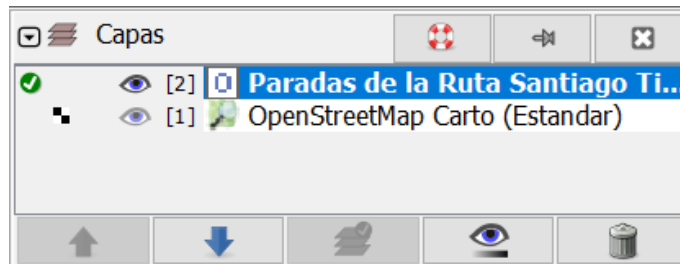 Capas
[2] Paradas de la Ruta Santiago Ti...
[1] OpenStreetMap Carto (Estandar)